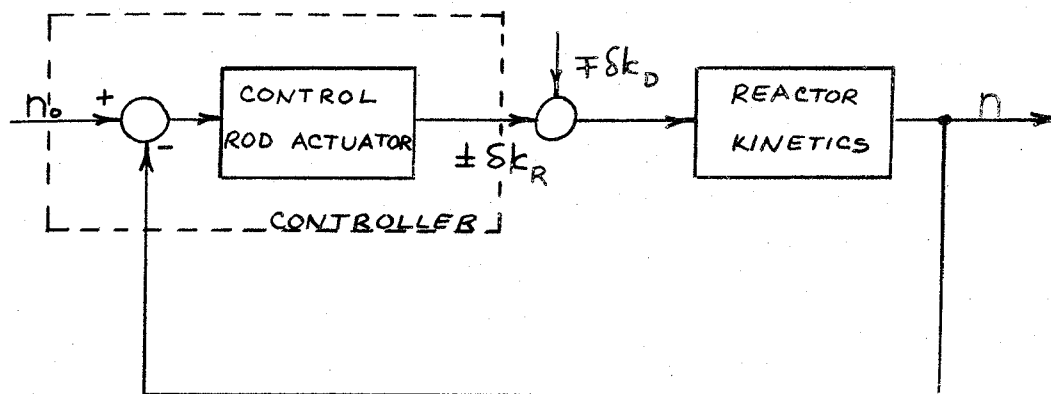 n₀
+
-
CONTROL
ROD ACTUATOR
± δk_R
∓ δk_D
REACTOR
KINETICS
n
CONTROLLER